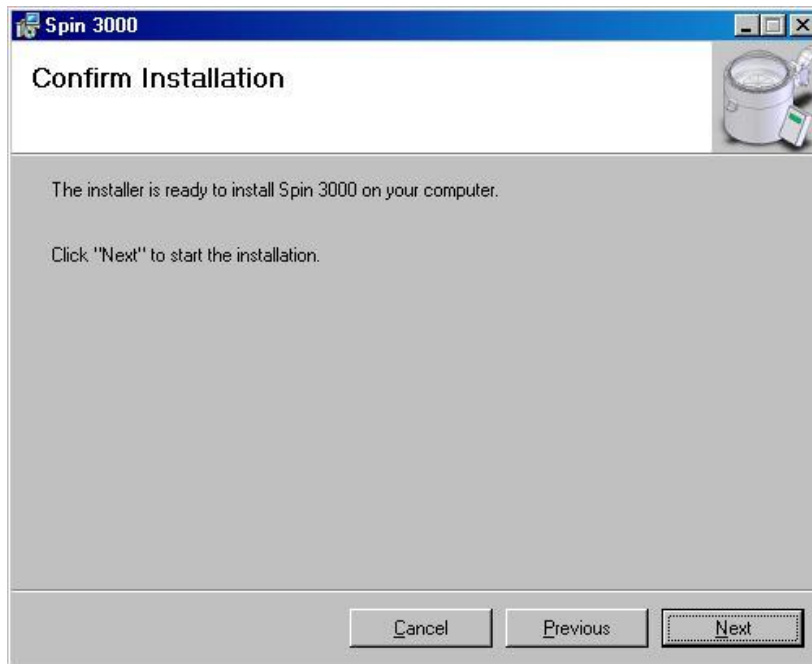 Spin 3000
Confirm Installation
The installer is ready to install Spin 3000 on your computer.
Click "Next" to start the installation.
Cancel Previous Next